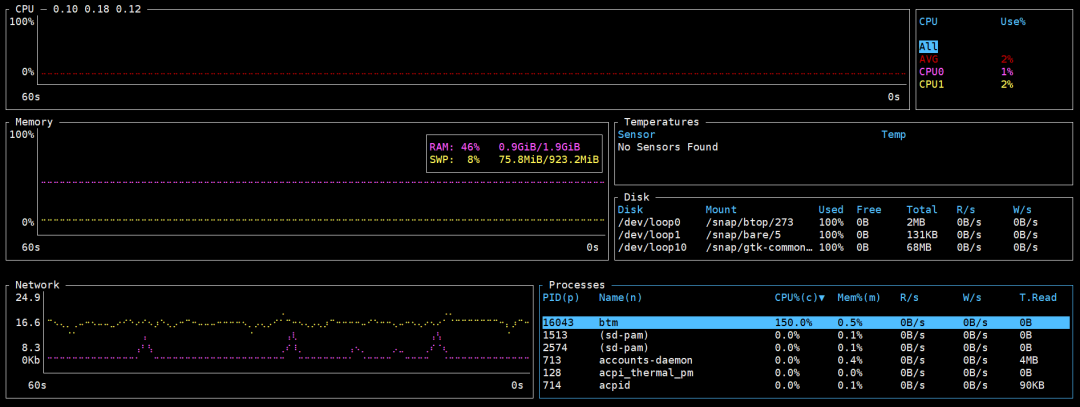 CPU — 0.10 0.18 0.12
100%
0%
60s 0s
CPU Use%
All
AVG 2%
CPU0 1%
CPU1 2%
Memory
100%
RAM: 46% 0.9GiB/1.9GiB
SWP: 8% 75.8MiB/923.2MiB
0%
60s 0s
Temperatures
Sensor Temp
No Sensors Found
Disk
Disk Mount Used Free Total R/s W/s
/dev/loop0 /snap/btop/273 100% 0B 2MB 0B/s 0B/s
/dev/loop1 /snap/bare/5 100% 0B 131KB 0B/s 0B/s
/dev/loop10 /snap/gtk-common… 100% 0B 68MB 0B/s 0B/s
Network
24.9
16.6
8.3
0Kb
60s 0s
Processes
PID(p) Name(n) CPU%(c)▼ Mem%(m) R/s W/s T.Read
16043 btm 150.0% 0.5% 0B/s 0B/s 0B
1513 (sd-pam) 0.0% 0.1% 0B/s 0B/s 0B
2574 (sd-pam) 0.0% 0.1% 0B/s 0B/s 0B
713 accounts-daemon 0.0% 0.4% 0B/s 0B/s 4MB
128 acpi_thermal_pm 0.0% 0.0% 0B/s 0B/s 0B
714 acpid 0.0% 0.1% 0B/s 0B/s 90KB